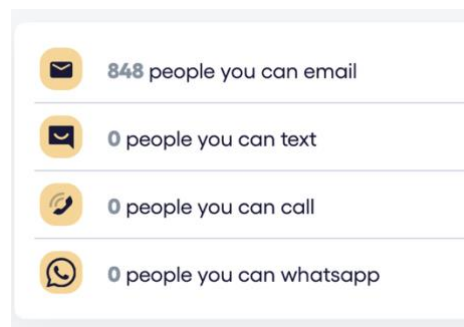 848 people you can email
0 people you can text
0 people you can call
0 people you can whatsapp